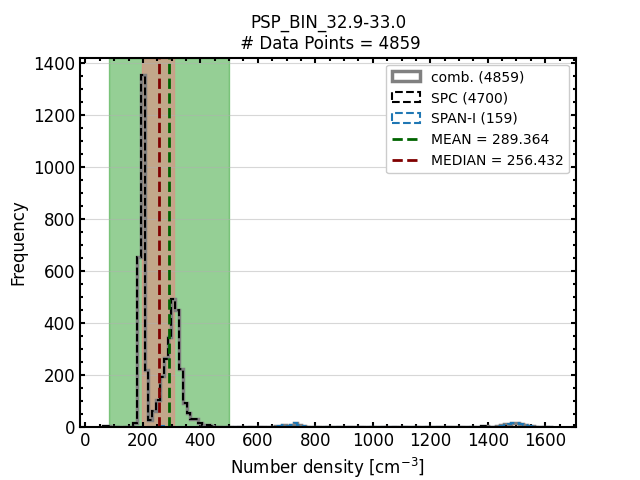 PSP_BIN_32.9-33.0
# Data Points = 4859
1400
1200
1000
800
600
400
200
0
Frequency
comb. (4859)
SPC (4700)
SPAN-I (159)
MEAN = 289.364
MEDIAN = 256.432
0 200 400 600 800 1000 1200 1400 1600
Number density [cm⁻³]